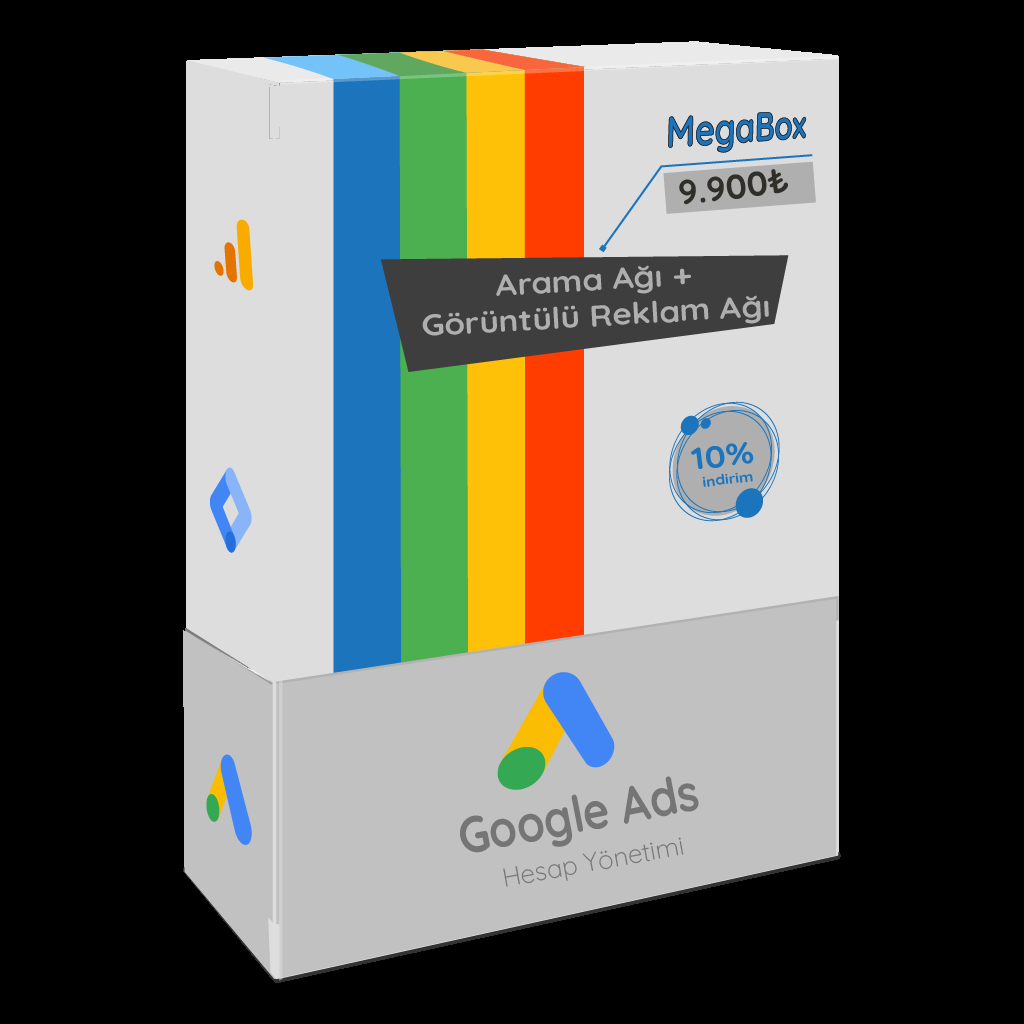 MegaBox
9.900₺
Arama Ağı +
Görüntülü Reklam Ağı
10%
indirim
Google Ads
Hesap Yönetimi